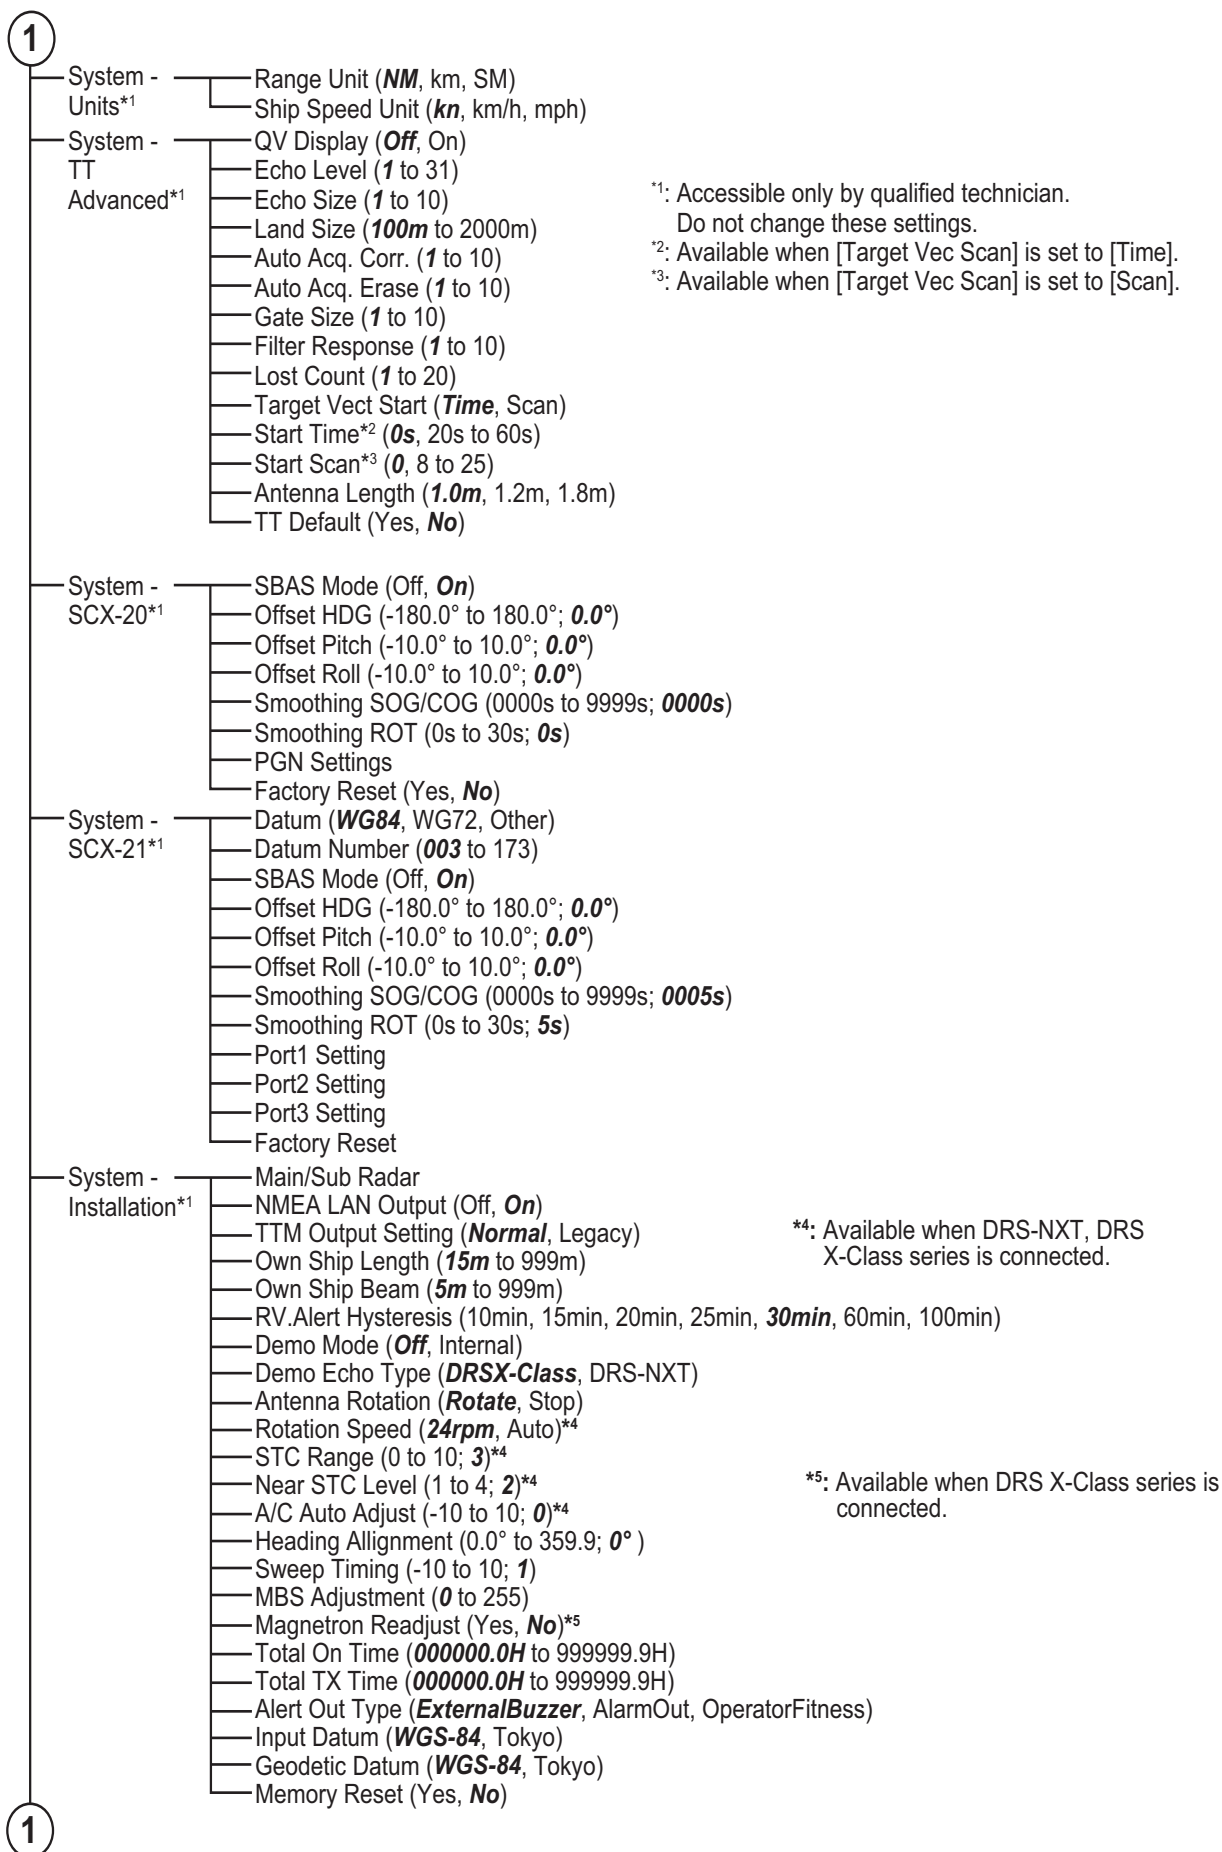 1
System -
Units*1
Range Unit (NM, km, SM)
Ship Speed Unit (kn, km/h, mph)
System -
TT
Advanced*1
QV Display (Off, On)
Echo Level (1 to 31)
Echo Size (1 to 10)
Land Size (100m to 2000m)
Auto Acq. Corr. (1 to 10)
Auto Acq. Erase (1 to 10)
Gate Size (1 to 10)
Filter Response (1 to 10)
Lost Count (1 to 20)
Target Vect Start (Time, Scan)
Start Time*2 (0s, 20s to 60s)
Start Scan*3 (0, 8 to 25)
Antenna Length (1.0m, 1.2m, 1.8m)
TT Default (Yes, No)
*1: Accessible only by qualified technician.
Do not change these settings.
*2: Available when [Target Vec Scan] is set to [Time].
*3: Available when [Target Vec Scan] is set to [Scan].
System -
SCX-20*1
SBAS Mode (Off, On)
Offset HDG (-180.0° to 180.0°; 0.0°)
Offset Pitch (-10.0° to 10.0°; 0.0°)
Offset Roll (-10.0° to 10.0°; 0.0°)
Smoothing SOG/COG (0000s to 9999s; 0000s)
Smoothing ROT (0s to 30s; 0s)
PGN Settings
Factory Reset (Yes, No)
System -
SCX-21*1
Datum (WG84, WG72, Other)
Datum Number (003 to 173)
SBAS Mode (Off, On)
Offset HDG (-180.0° to 180.0°; 0.0°)
Offset Pitch (-10.0° to 10.0°; 0.0°)
Offset Roll (-10.0° to 10.0°; 0.0°)
Smoothing SOG/COG (0000s to 9999s; 0005s)
Smoothing ROT (0s to 30s; 5s)
Port1 Setting
Port2 Setting
Port3 Setting
Factory Reset
System -
Installation*1
Main/Sub Radar
NMEA LAN Output (Off, On)
TTM Output Setting (Normal, Legacy)
Own Ship Length (15m to 999m)
Own Ship Beam (5m to 999m)
RV.Alert Hysteresis (10min, 15min, 20min, 25min, 30min, 60min, 100min)
Demo Mode (Off, Internal)
Demo Echo Type (DRSX-Class, DRS-NXT)
Antenna Rotation (Rotate, Stop)
Rotation Speed (24rpm, Auto)*4
STC Range (0 to 10; 3)*4
Near STC Level (1 to 4; 2)*4
A/C Auto Adjust (-10 to 10; 0)*4
Heading Allignment (0.0° to 359.9; 0° )
Sweep Timing (-10 to 10; 1)
MBS Adjustment (0 to 255)
Magnetron Readjust (Yes, No)*5
Total On Time (000000.0H to 999999.9H)
Total TX Time (000000.0H to 999999.9H)
Alert Out Type (ExternalBuzzer, AlarmOut, OperatorFitness)
Input Datum (WGS-84, Tokyo)
Geodetic Datum (WGS-84, Tokyo)
Memory Reset (Yes, No)
*4: Available when DRS-NXT, DRS
X-Class series is connected.
*5: Available when DRS X-Class series is
connected.
1